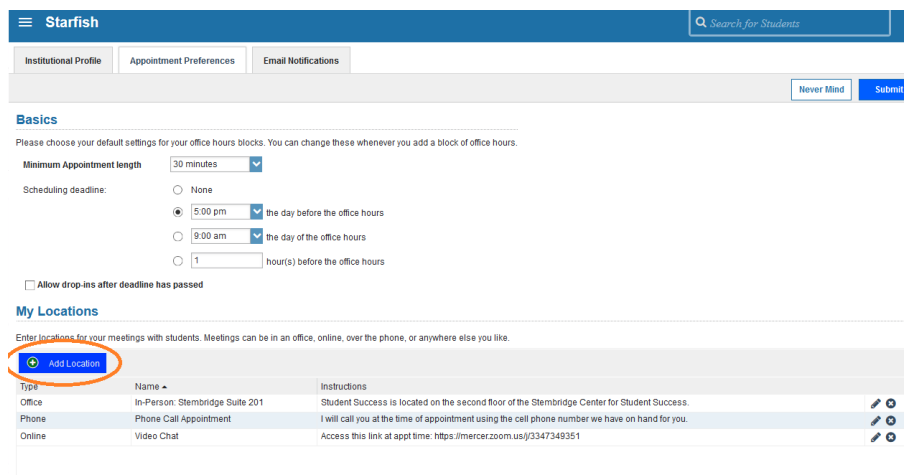 Starfish
Search for Students
Institutional Profile
Appointment Preferences
Email Notifications
Never Mind
Submit
Basics
Please choose your default settings for your office hours blocks. You can change these whenever you add a block of office hours.
Minimum Appointment length 30 minutes
Scheduling deadline: None
5:00 pm the day before the office hours
9:00 am the day of the office hours
1 hour(s) before the office hours
Allow drop-ins after deadline has passed
My Locations
Enter locations for your meetings with students. Meetings can be in an office, online, over the phone, or anywhere else you like.
Add Location
Type Name Instructions
Office In-Person: Stembridge Suite 201 Student Success is located on the second floor of the Stembridge Center for Student Success.
Phone Phone Call Appointment I will call you at the time of appointment using the cell phone number we have on hand for you.
Online Video Chat Access this link at appt time: https://mercer.zoom.us/j/3347349351